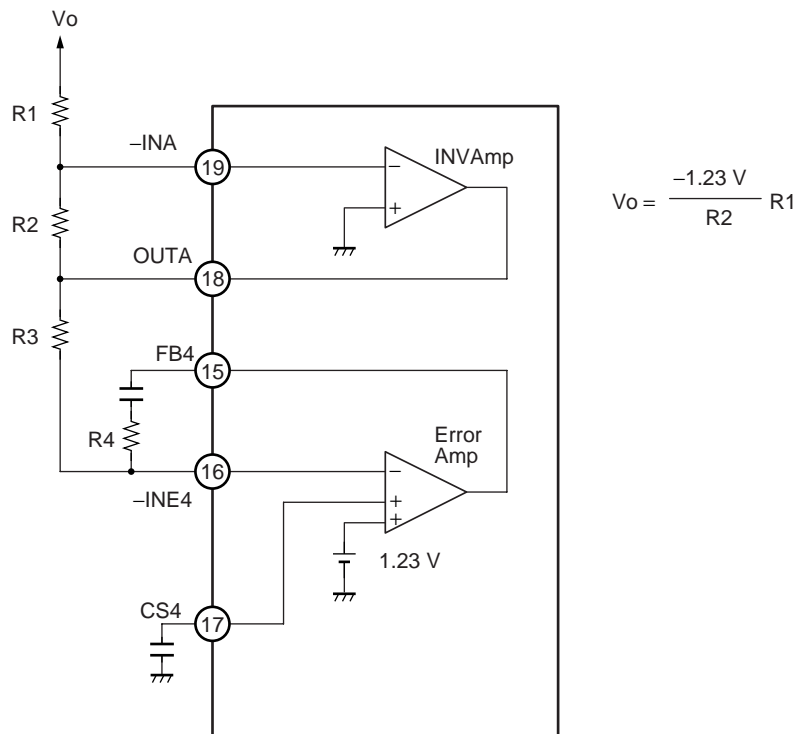 Vo
R1
–INA
19
INVAmp
–
+
Vo = –1.23 V
R2
R1
R2
OUTA
18
R3
FB4
15
R4
Error
Amp
16
–
–INE4
+
+
1.23 V
CS4
17